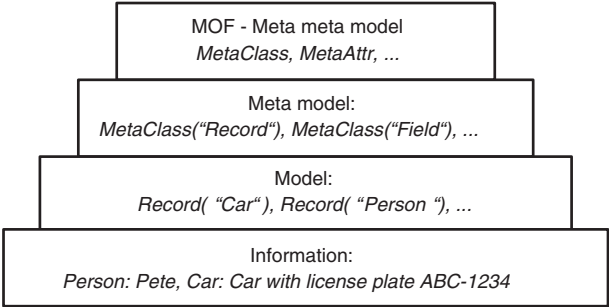 MOF - Meta meta model
MetaClass, MetaAttr, ...
Meta model:
MetaClass(“Record“), MetaClass(“Field“), ...
Model:
Record( “Car“ ), Record( “Person “), ...
Information:
Person: Pete, Car: Car with license plate ABC-1234